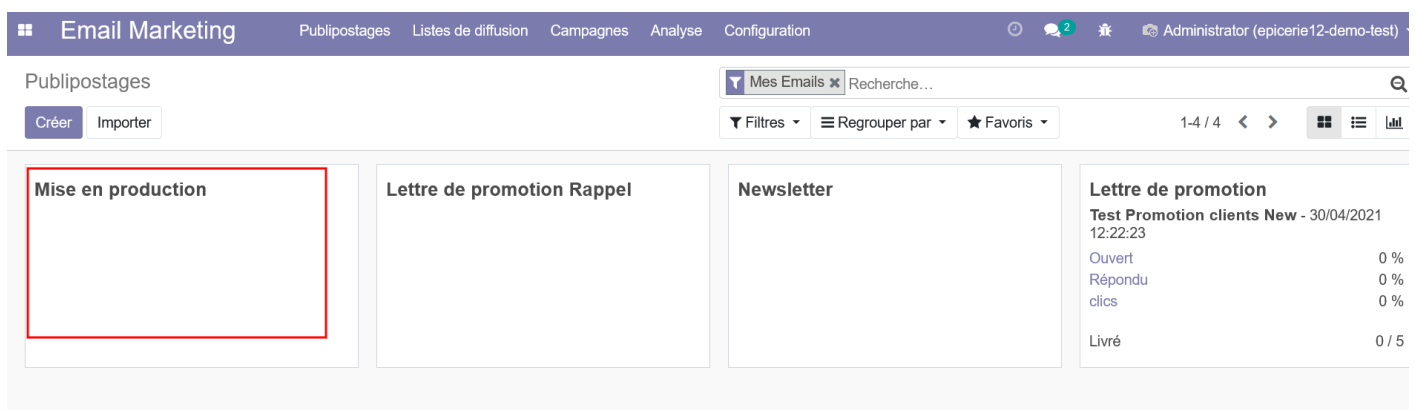 Email Marketing Publipostages Listes de diffusion Campagnes Analyse Configuration 2 Administrator (epicerie12-demo-test)
Publipostages Mes Emails Recherche...
Créer Importer Filtres Regrouper par Favoris 1-4 / 4
Mise en production Lettre de promotion Rappel Newsletter Lettre de promotion
Test Promotion clients New - 30/04/2021
12:22:23
Ouvert 0 %
Répondu 0 %
clics 0 %
Livré 0 / 5